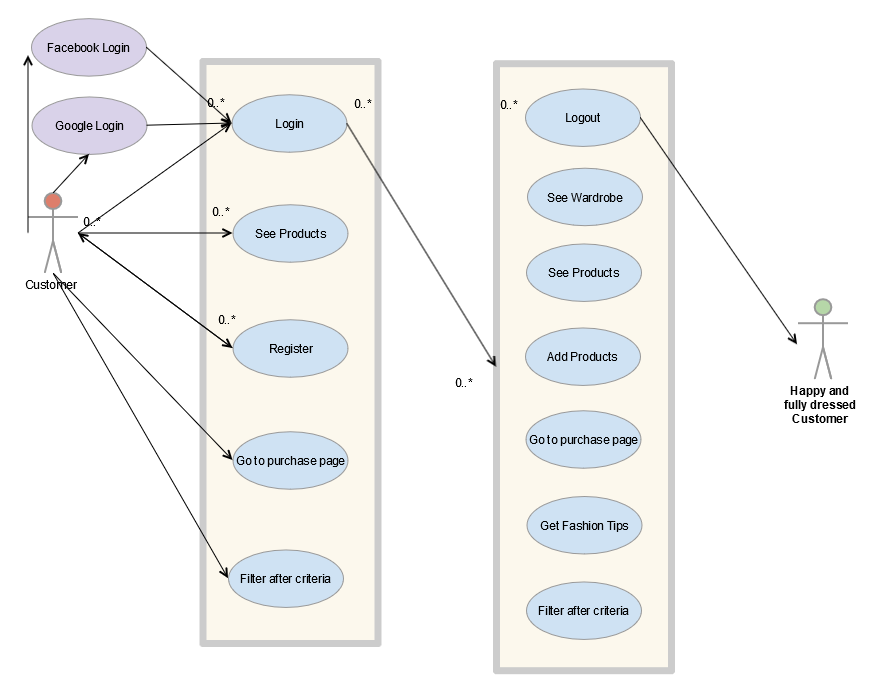 Facebook Login
Google Login
0..*
Customer
0..*
0..*
Login
0..*
See Products
0..*
Register
Go to purchase page
Filter after criteria
0..*
0..*
Logout
See Wardrobe
See Products
Add Products
Go to purchase page
Get Fashion Tips
Filter after criteria
0..*
Happy and
fully dressed
Customer